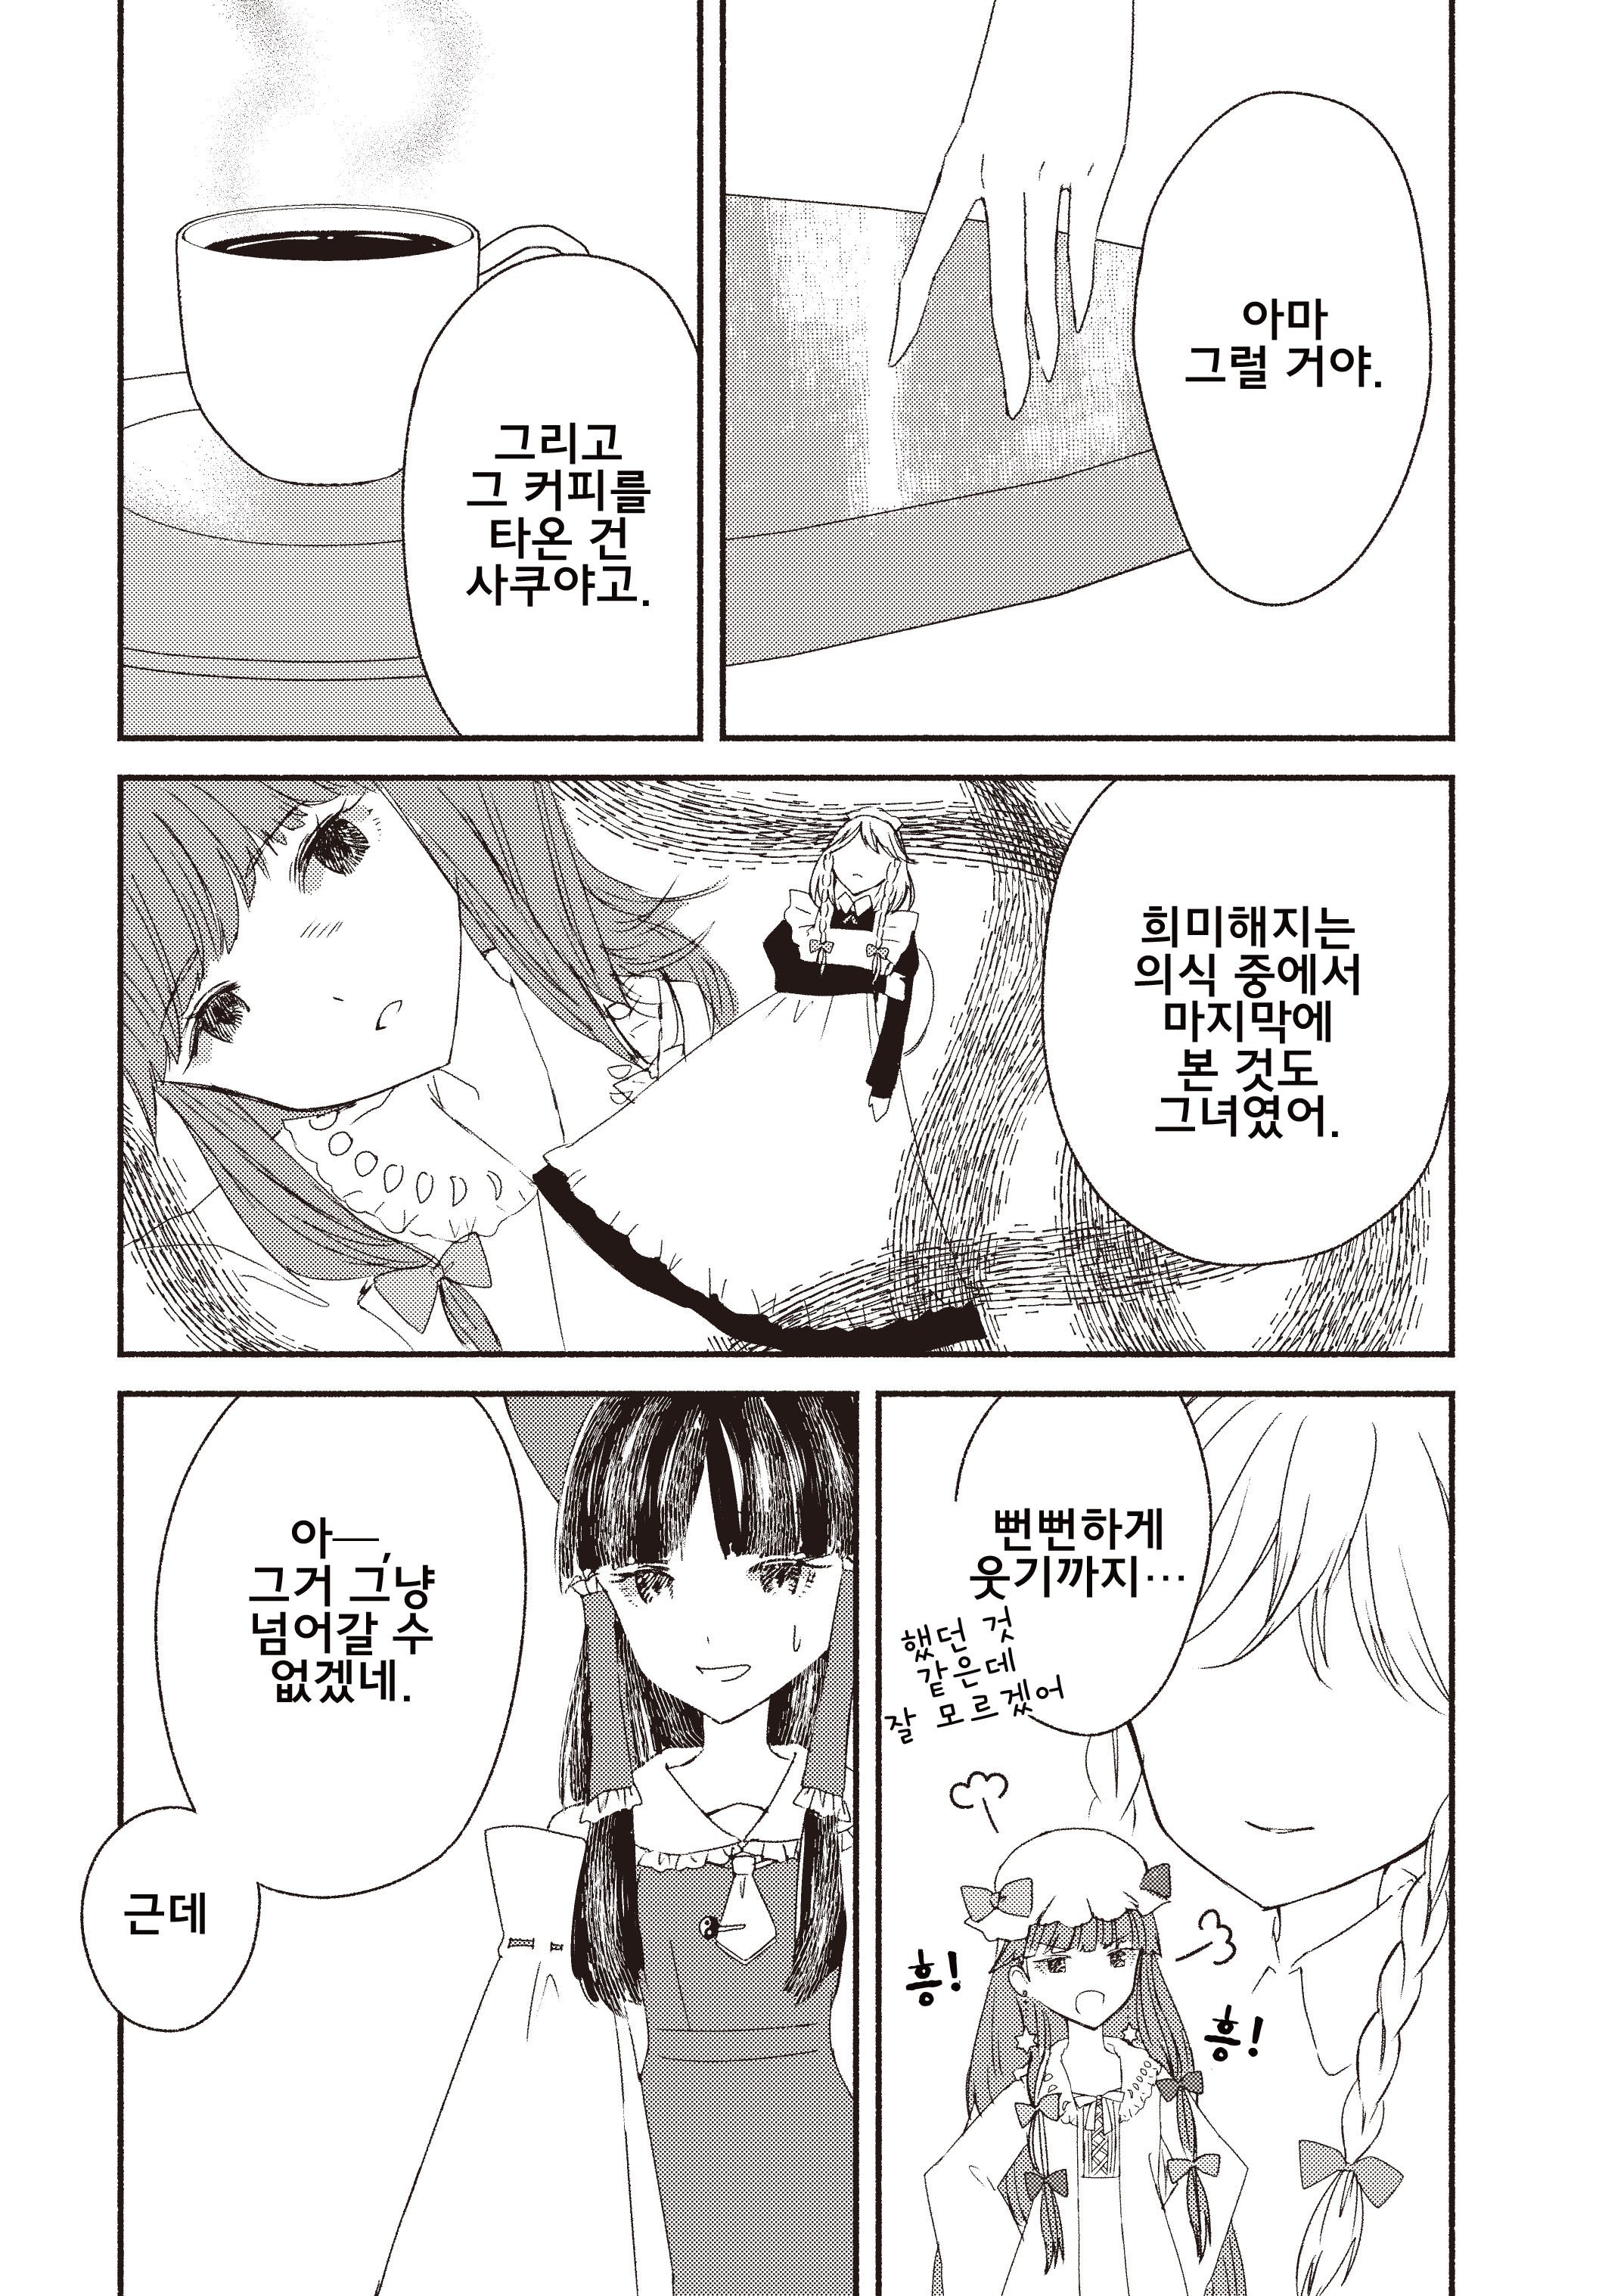 아마
그럴 거야.
그리고
그 커피를
타온 건
사쿠야고.
희미해지는
의식 중에서
마지막에
본 것도
그녀였어.
뻔뻔하게
웃기까지…
했던 것
같은데
잘 모르겠어
흥!
흥!
아—,
그거 그냥
넘어갈 수
없겠네.
근데